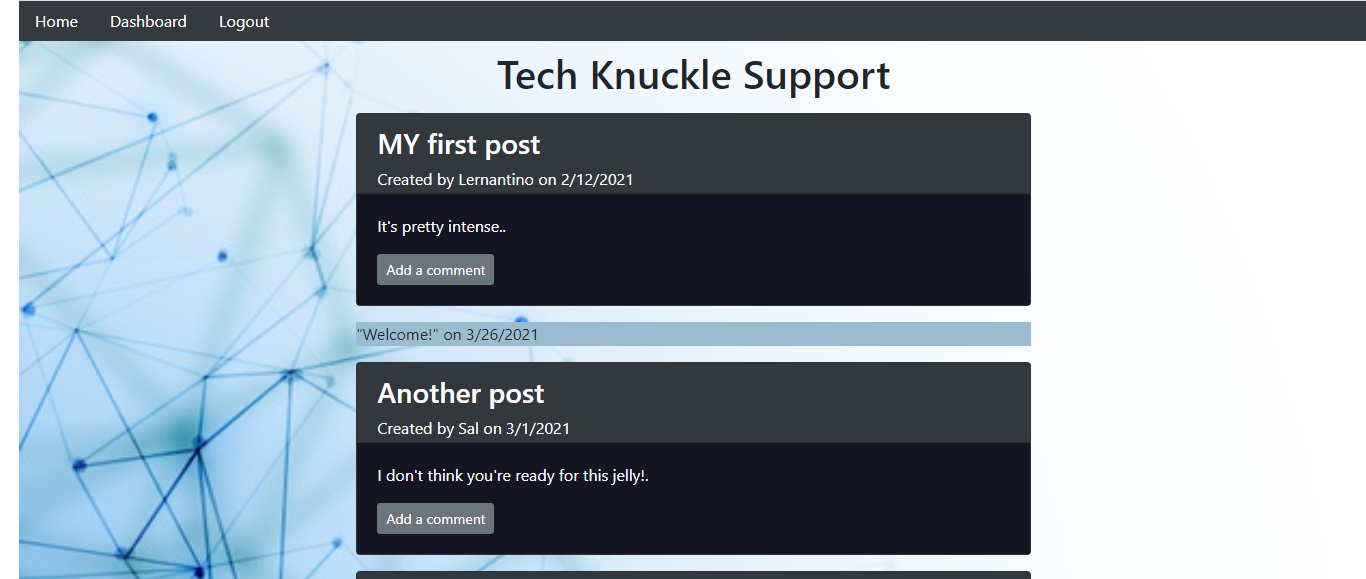 Home Dashboard Logout
Tech Knuckle Support
MY first post
Created by Lernantino on 2/12/2021
It's pretty intense..
Add a comment
"Welcome!" on 3/26/2021
Another post
Created by Sal on 3/1/2021
I don't think you're ready for this jelly!.
Add a comment